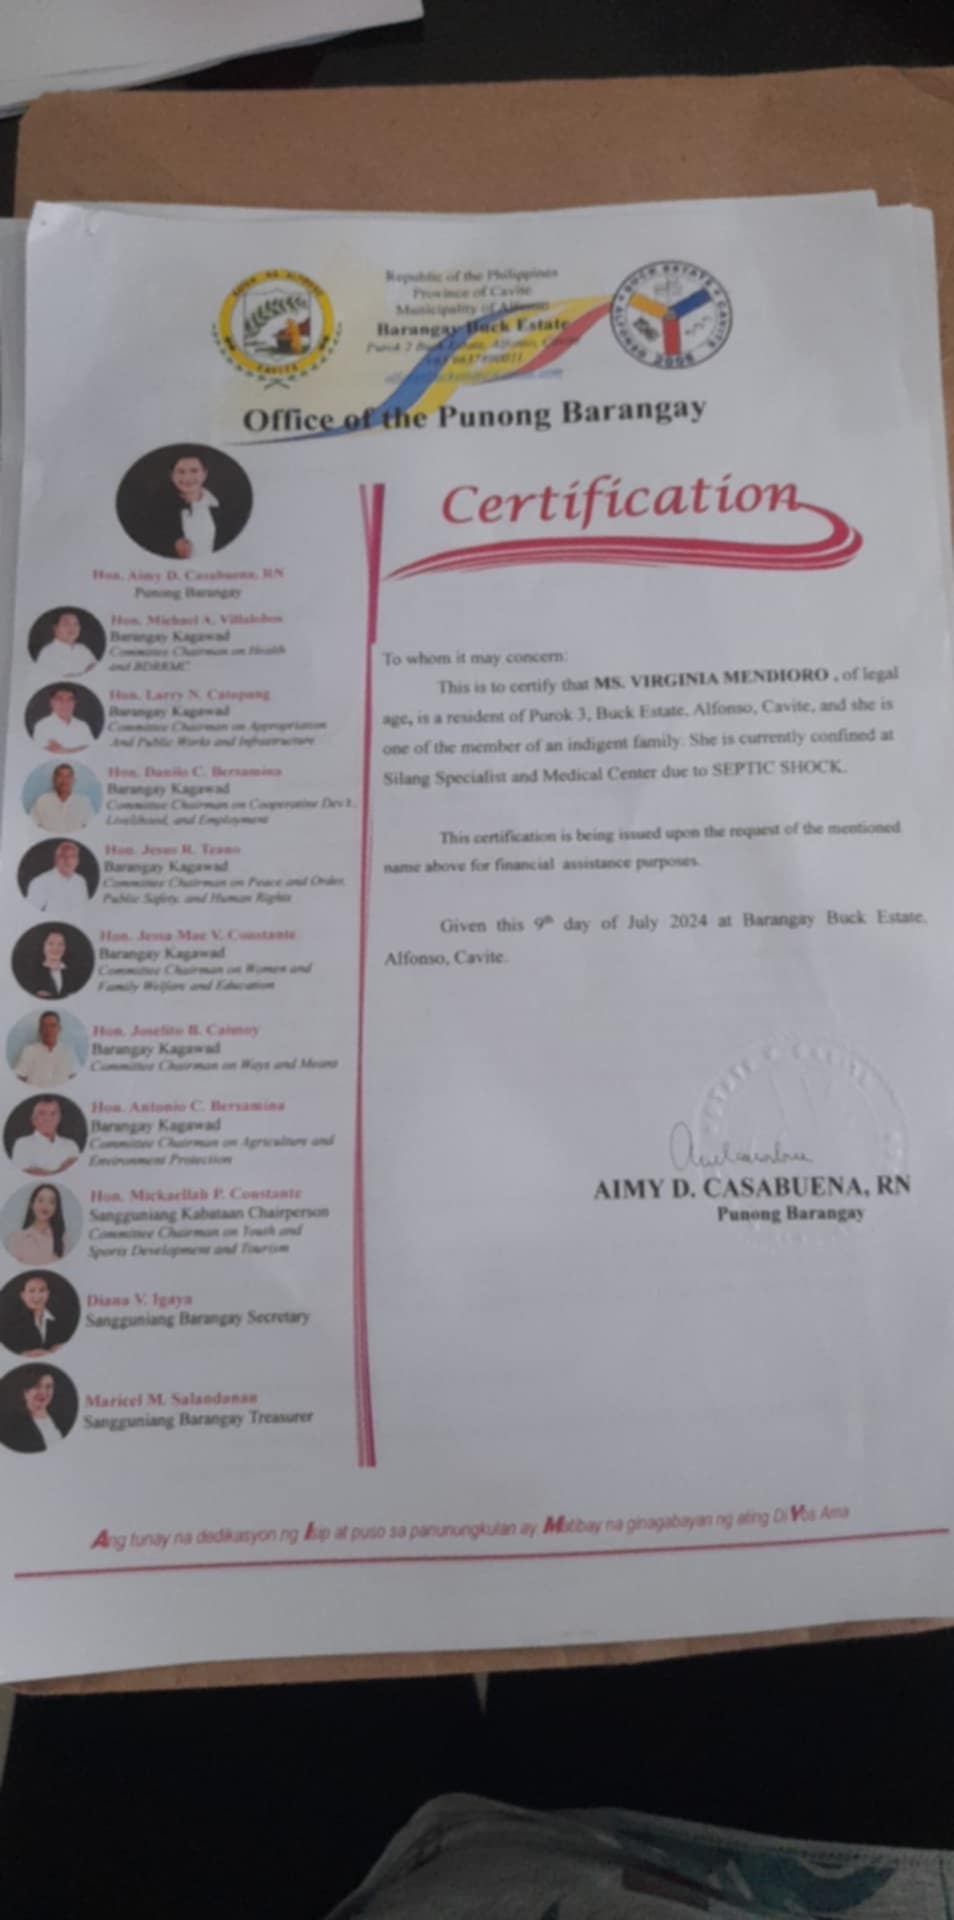 Republic of the Philippines
Province of Cavite
Municipality of Alfonso
Barangay Buck Estate
Purok 2 Buck Estate, Alfonso, Cavite
Office of the Punong Barangay
Certification
Hon. Aimy D. Casabuena, RN
Punong Barangay
Hon. Michael A. Villalobos
Barangay Kagawad
Committee Chairman on Health
and BDRRMC
Hon. Larry N. Catapang
Barangay Kagawad
Committee Chairman on Appropriation
And Public Works and Infrastructure
Hon. Danilo C. Bersamina
Barangay Kagawad
Committee Chairman on Cooperative Dev't.
Livelihood, and Employment
Hon. Jesus R.
Barangay Kagawad
Committee Chairman on Peace and Order,
Public Safety, and Human Rights
Hon. Jessa Mae V. Constante
Barangay Kagawad
Committee Chairman on Women and
Family Welfare and Education
Hon. Joselito B. Caimoy
Barangay Kagawad
Committee Chairman on Ways and Means
Hon. Antonio C. Bersamina
Barangay Kagawad
Committee Chairman on Agriculture and
Environment Protection
Hon. Mickaellah P. Constante
Sangguniang Kabataan Chairperson
Committee Chairman on Youth and
Sports Development and Tourism
Diana V. Igaya
Sangguniang Barangay Secretary
Maricel M. Salandanan
Sangguniang Barangay Treasurer
To whom it may concern:
This is to certify that MS. VIRGINIA MENDIORO , of legal
age, is a resident of Purok 3, Buck Estate, Alfonso, Cavite, and she is
one of the member of an indigent family. She is currently confined at
Silang Specialist and Medical Center due to SEPTIC SHOCK.
This certification is being issued upon the request of the mentioned
name above for financial assistance purposes.
Given this 9th day of July 2024 at Barangay Buck Estate,
Alfonso, Cavite.
AIMY D. CASABUENA, RN
Punong Barangay
Ang tunay na dedikasyon ng Isip at puso sa panunungkulan ay Matibay na ginagabayan ng ating DiYos Ama